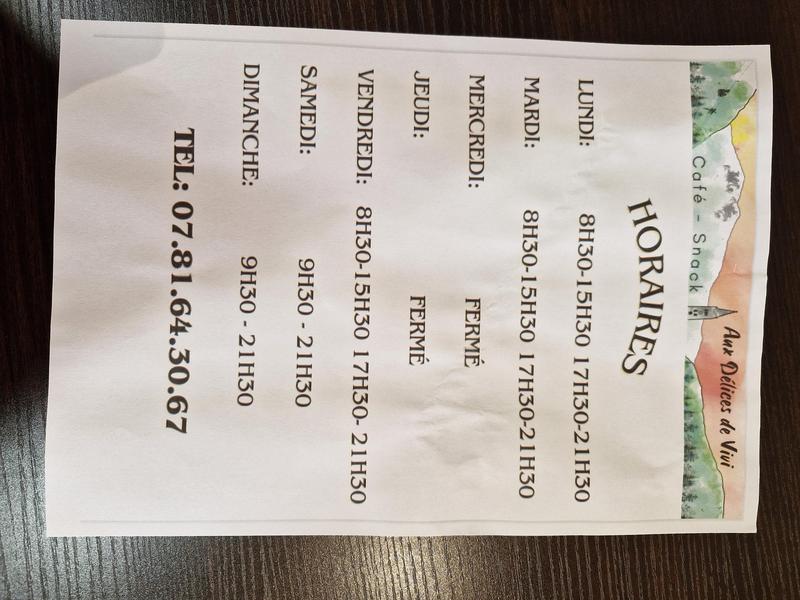 Aux Délices de Vivi
Café - Snack
HORAIRES
LUNDI: 8H30-15H30 17H30-21H30
MARDI: 8H30-15H30 17H30-21H30
MERCREDI: FERMÉ
JEUDI: FERMÉ
VENDREDI: 8H30-15H30 17H30- 21H30
SAMEDI: 9H30 - 21H30
DIMANCHE: 9H30 - 21H30
TEL: 07.81.64.30.67